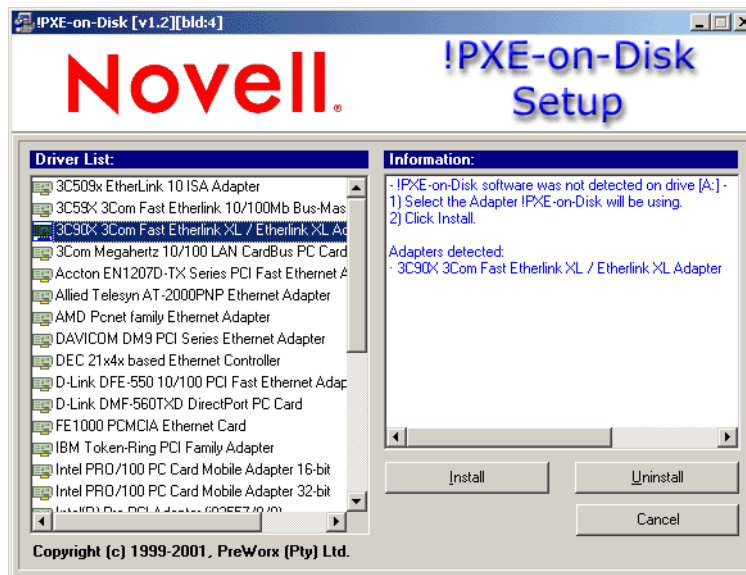 !PXE-on-Disk [v1.2][bld:4]
Novell.®
!PXE-on-Disk
Setup
Driver List:
3C509x EtherLink 10 ISA Adapter
3C59X 3Com Fast Etherlink 10/100Mb Bus-Mas
3C90X 3Com Fast Etherlink XL / Etherlink XL Ad
3Com Megahertz 10/100 LAN CardBus PC Card
Accton EN1207D-TX Series PCI Fast Ethernet A
Allied Telesyn AT-2000PNP Ethernet Adapter
AMD Pcnet family Ethernet Adapter
DAVICOM DM9 PCI Series Ethernet Adapter
DEC 21x4x based Ethernet Controller
D-Link DFE-550 10/100 PCI Fast Ethernet Adap
D-Link DMF-560TXD DirectPort PC Card
FE1000 PCMCIA Ethernet Card
IBM Token-Ring PCI Family Adapter
Intel PRO/100 PC Card Mobile Adapter 16-bit
Intel PRO/100 PC Card Mobile Adapter 32-bit
Information:
- !PXE-on-Disk software was not detected on drive [A:] -
1) Select the Adapter !PXE-on-Disk will be using.
2) Click Install.
Adapters detected:
- 3C90X 3Com Fast Etherlink XL / Etherlink XL Adapter
Install
Uninstall
Cancel
Copyright (c) 1999-2001, PreWorx (Pty) Ltd.